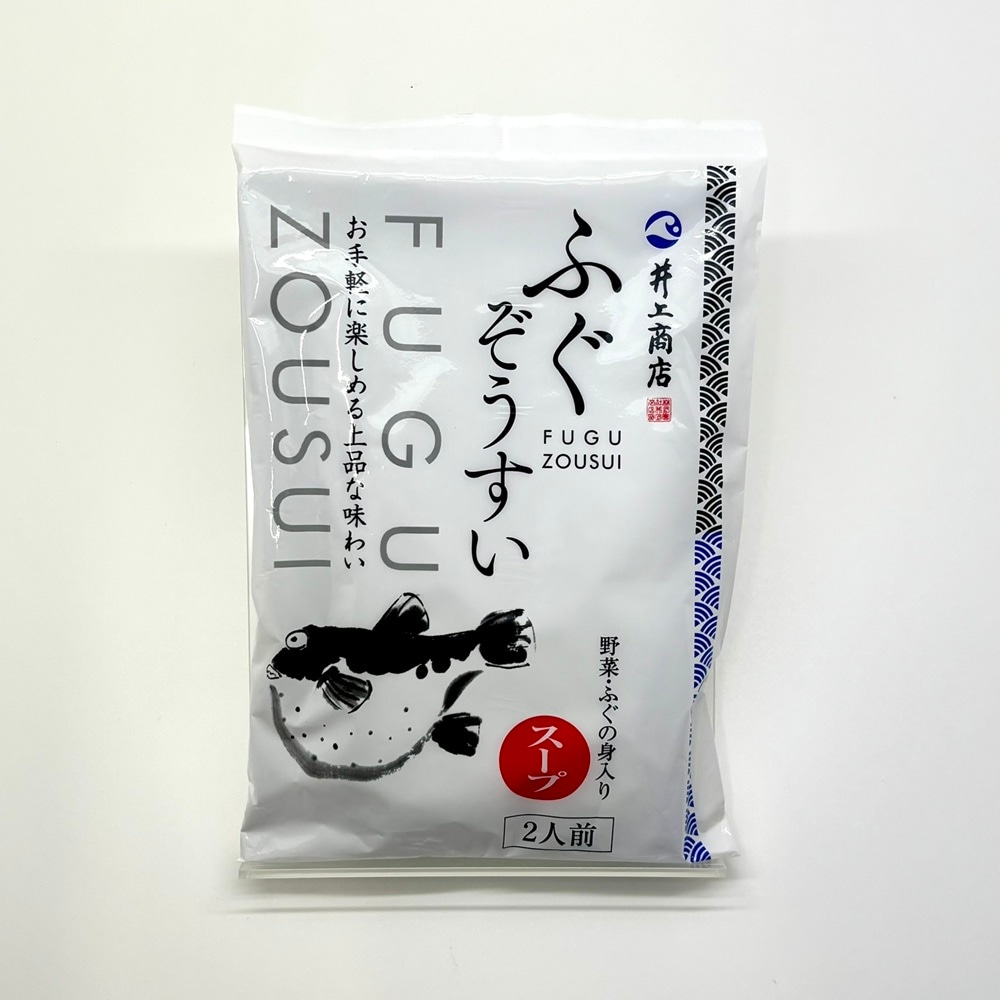 井上商店
ふぐ
ぞうすい
FUGU
ZOUSUI
FUGU
お手軽に楽しめる上品な味わい
ZOUSUI
野菜・ふぐの身入り
スープ
2人前